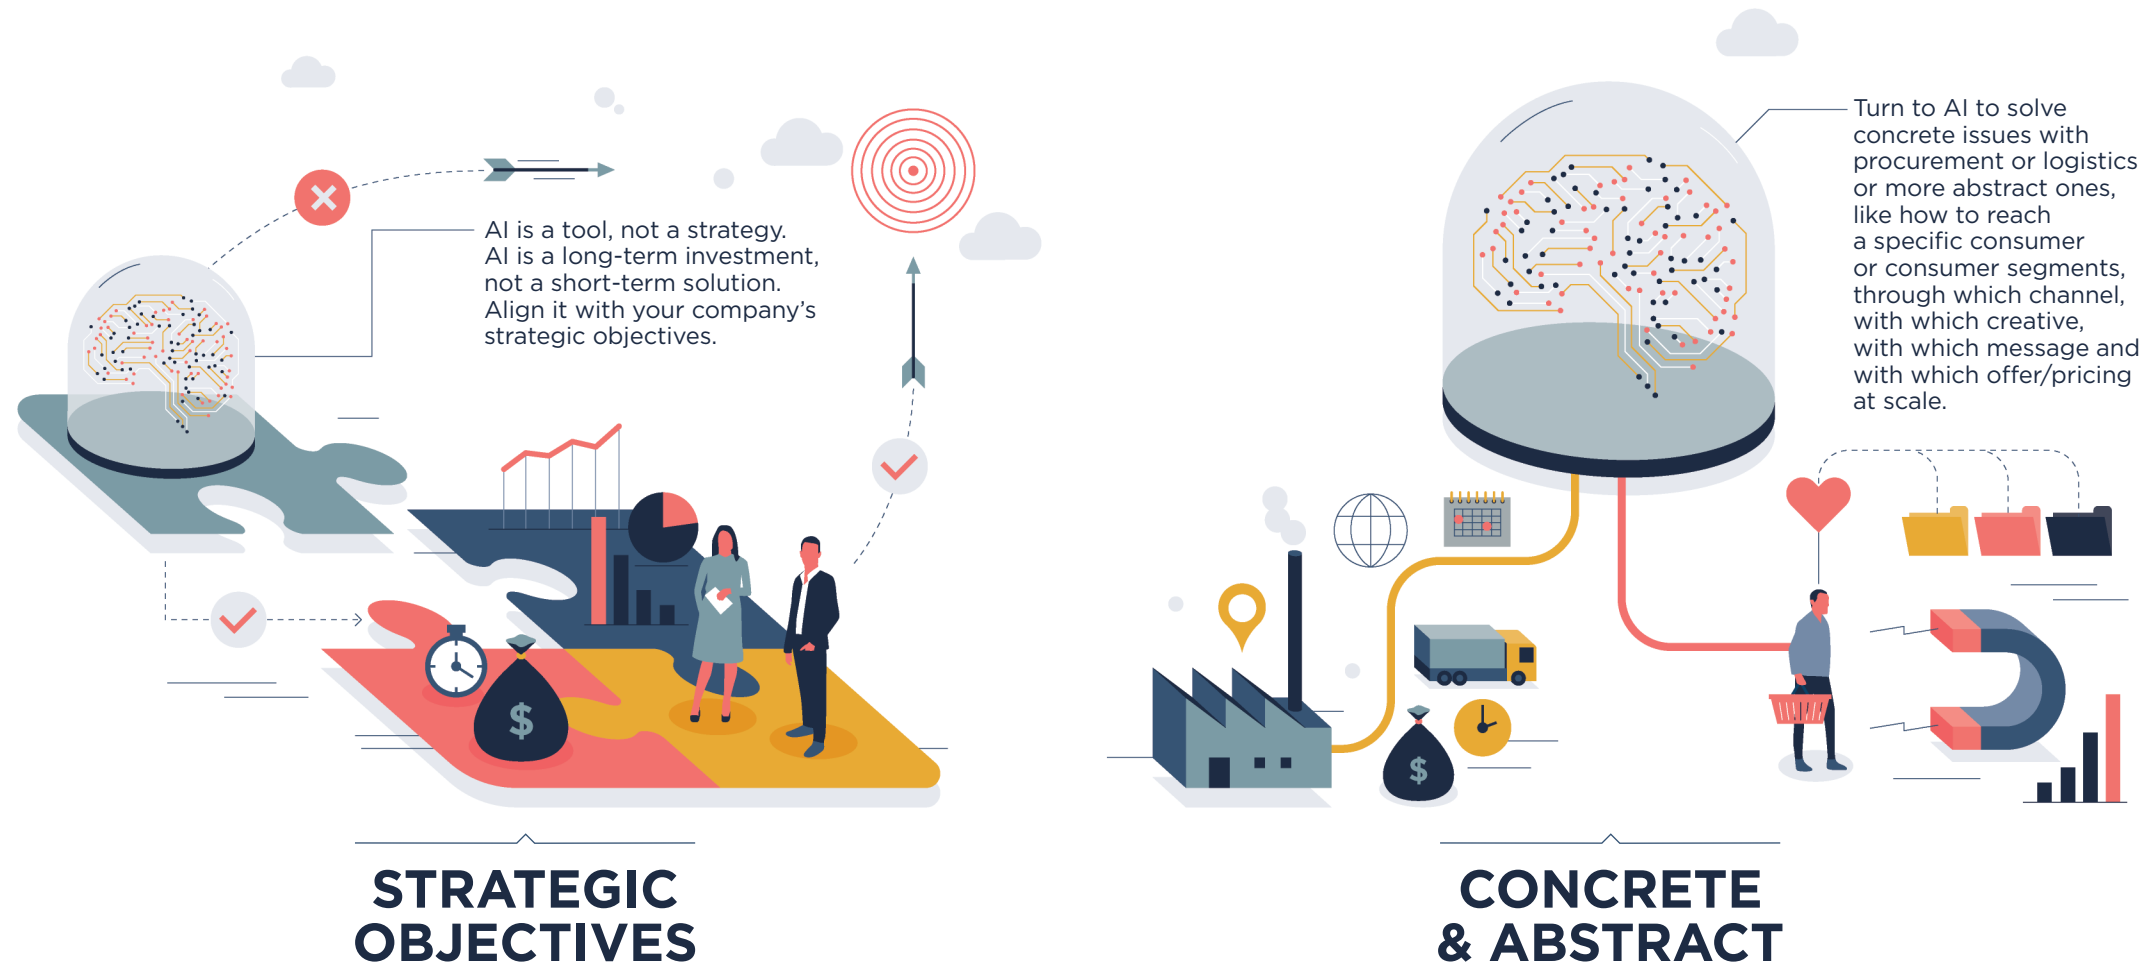 AI is a tool, not a strategy.
AI is a long-term investment,
not a short-term solution.
Align it with your company's
strategic objectives.
$
STRATEGIC
OBJECTIVES
Turn to AI to solve
concrete issues with
procurement or logistics
or more abstract ones,
like how to reach
a specific consumer
or consumer segments,
through which channel,
with which creative,
with which message and
with which offer/pricing
at scale.
$
CONCRETE
& ABSTRACT